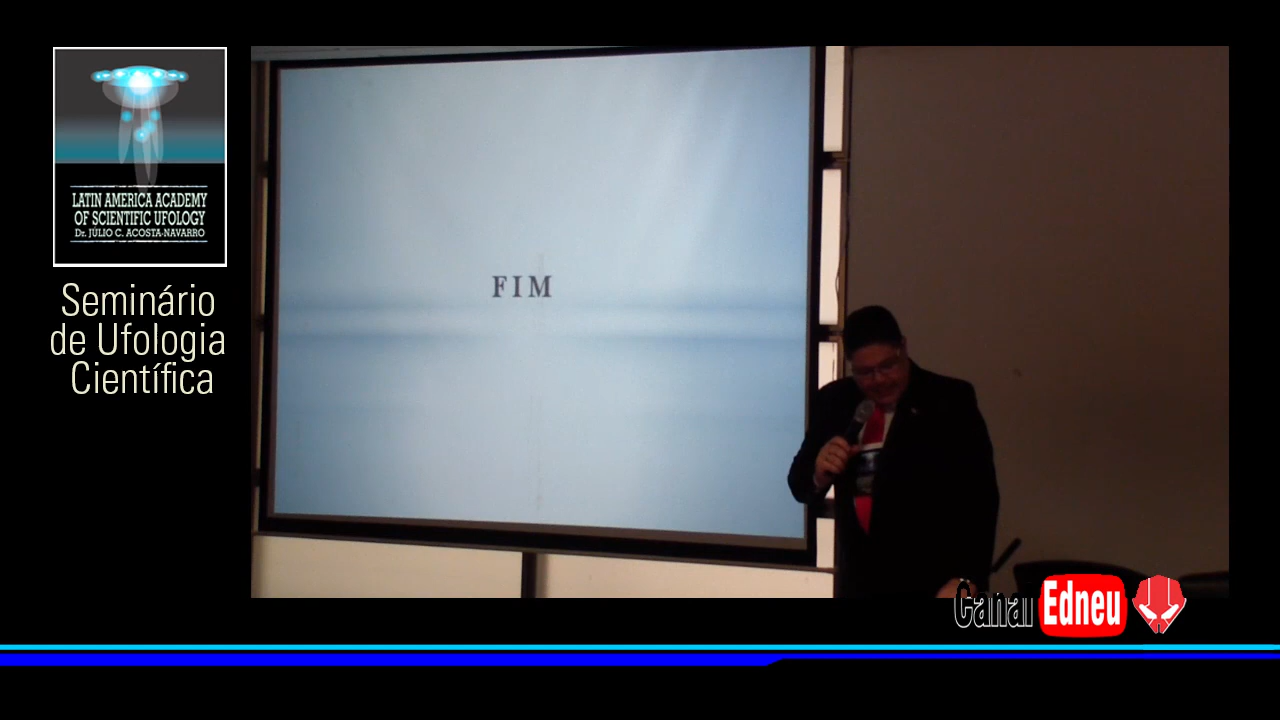 LATIN AMERICA ACADEMY
OF SCIENTIFIC UFOLOGY
Dr. JÚLIO C. ACOSTA-NAVARRO
Seminário
de Ufologia
Científica
FIM
Canal Edneu